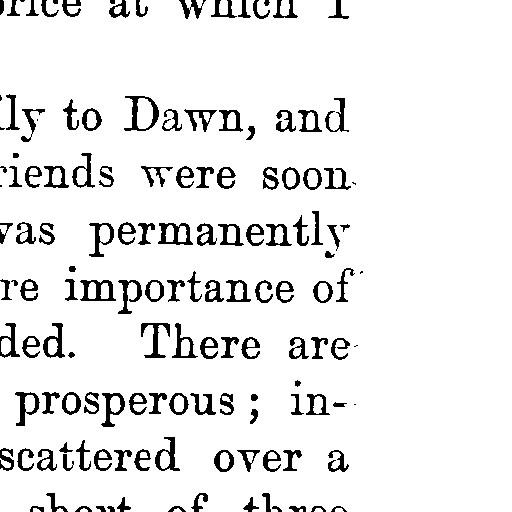 price at which I
ly to Dawn, and
riends were soon
was permanently
re importance of
ded. There are
prosperous; in-
scattered over a
short of three